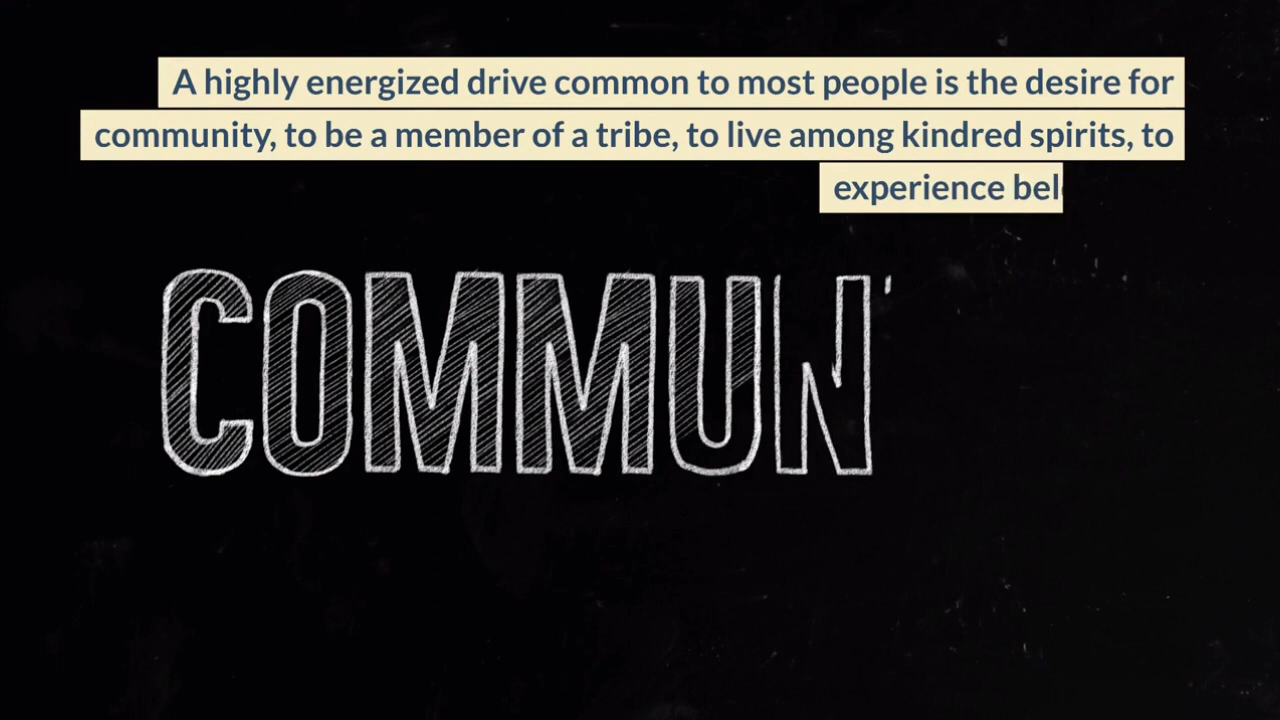 A highly energized drive common to most people is the desire for
community, to be a member of a tribe, to live among kindred spirits, to
experience bel
COMMUN